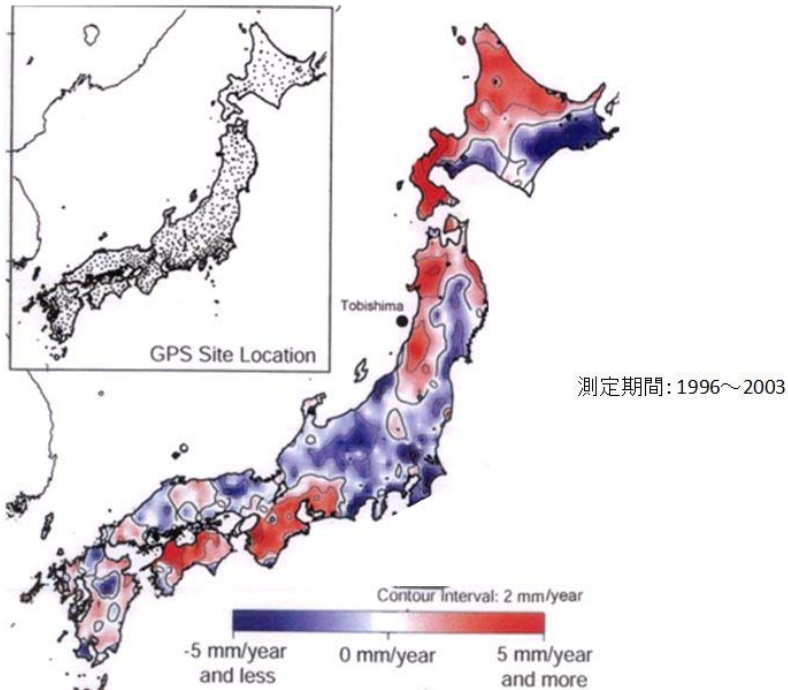 GPS Site Location
Tobishima
測定期間：1996～2003
Contour Interval: 2 mm/year
-5 mm/year
and less
0 mm/year
5 mm/year
and more